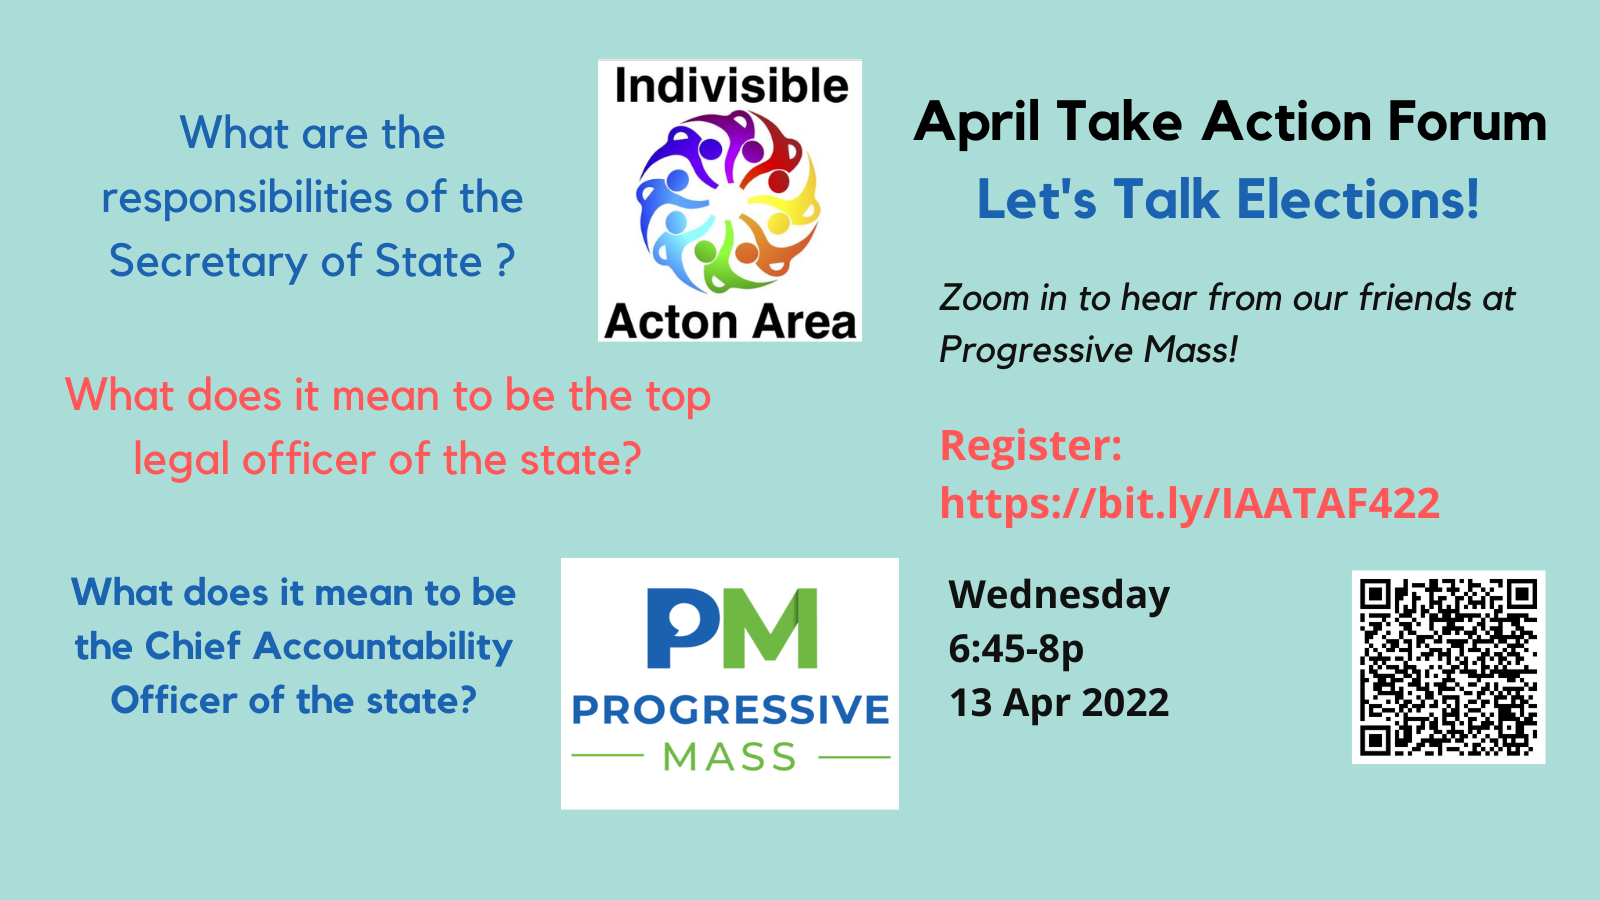 What are the
responsibilities of the
Secretary of State ?
What does it mean to be the top
legal officer of the state?
What does it mean to be
the Chief Accountability
Officer of the state?
Indivisible
Acton Area
PM
PROGRESSIVE
MASS
April Take Action Forum
Let's Talk Elections!
Zoom in to hear from our friends at
Progressive Mass!
Register:
https://bit.ly/IAATAF422
Wednesday
6:45-8p
13 Apr 2022